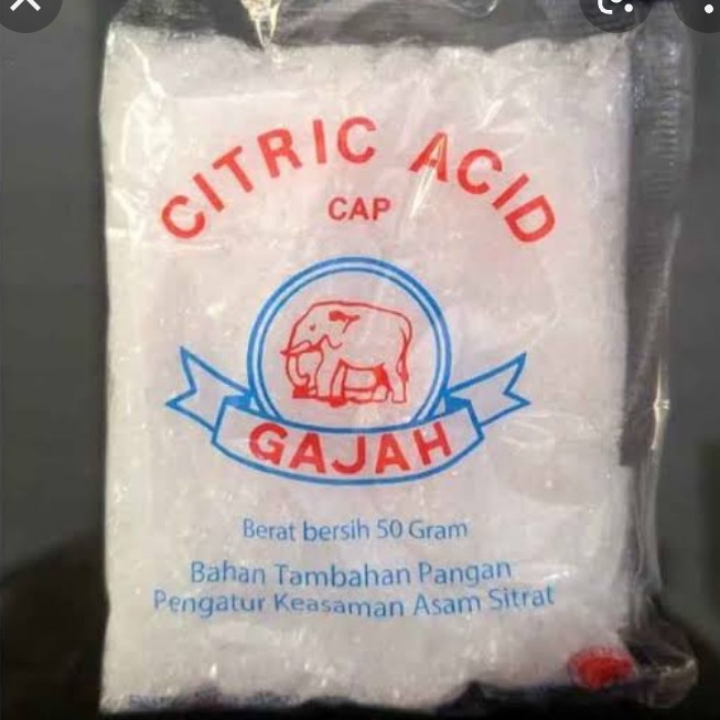 CITRIC ACID
CAP
GAJAH
Berat bersih 50 Gram
Bahan Tambahan Pangan
Pengatur Keasaman Asam Sitrat